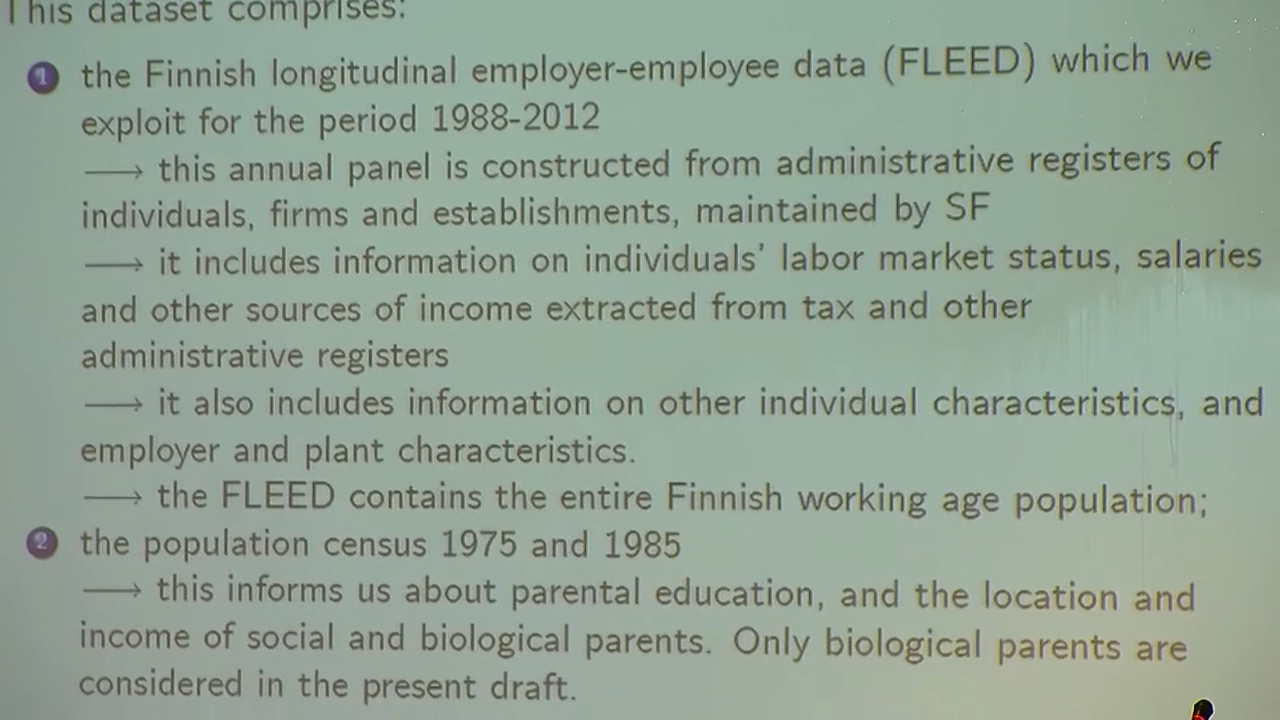 This dataset comprises:
1 the Finnish longitudinal employer-employee data (FLEED) which we
exploit for the period 1988-2012
⟶ this annual panel is constructed from administrative registers of
individuals, firms and establishments, maintained by SF
⟶ it includes information on individuals' labor market status, salaries
and other sources of income extracted from tax and other
administrative registers
⟶ it also includes information on other individual characteristics, and
employer and plant characteristics.
⟶ the FLEED contains the entire Finnish working age population;
2 the population census 1975 and 1985
⟶ this informs us about parental education, and the location and
income of social and biological parents. Only biological parents are
considered in the present draft.